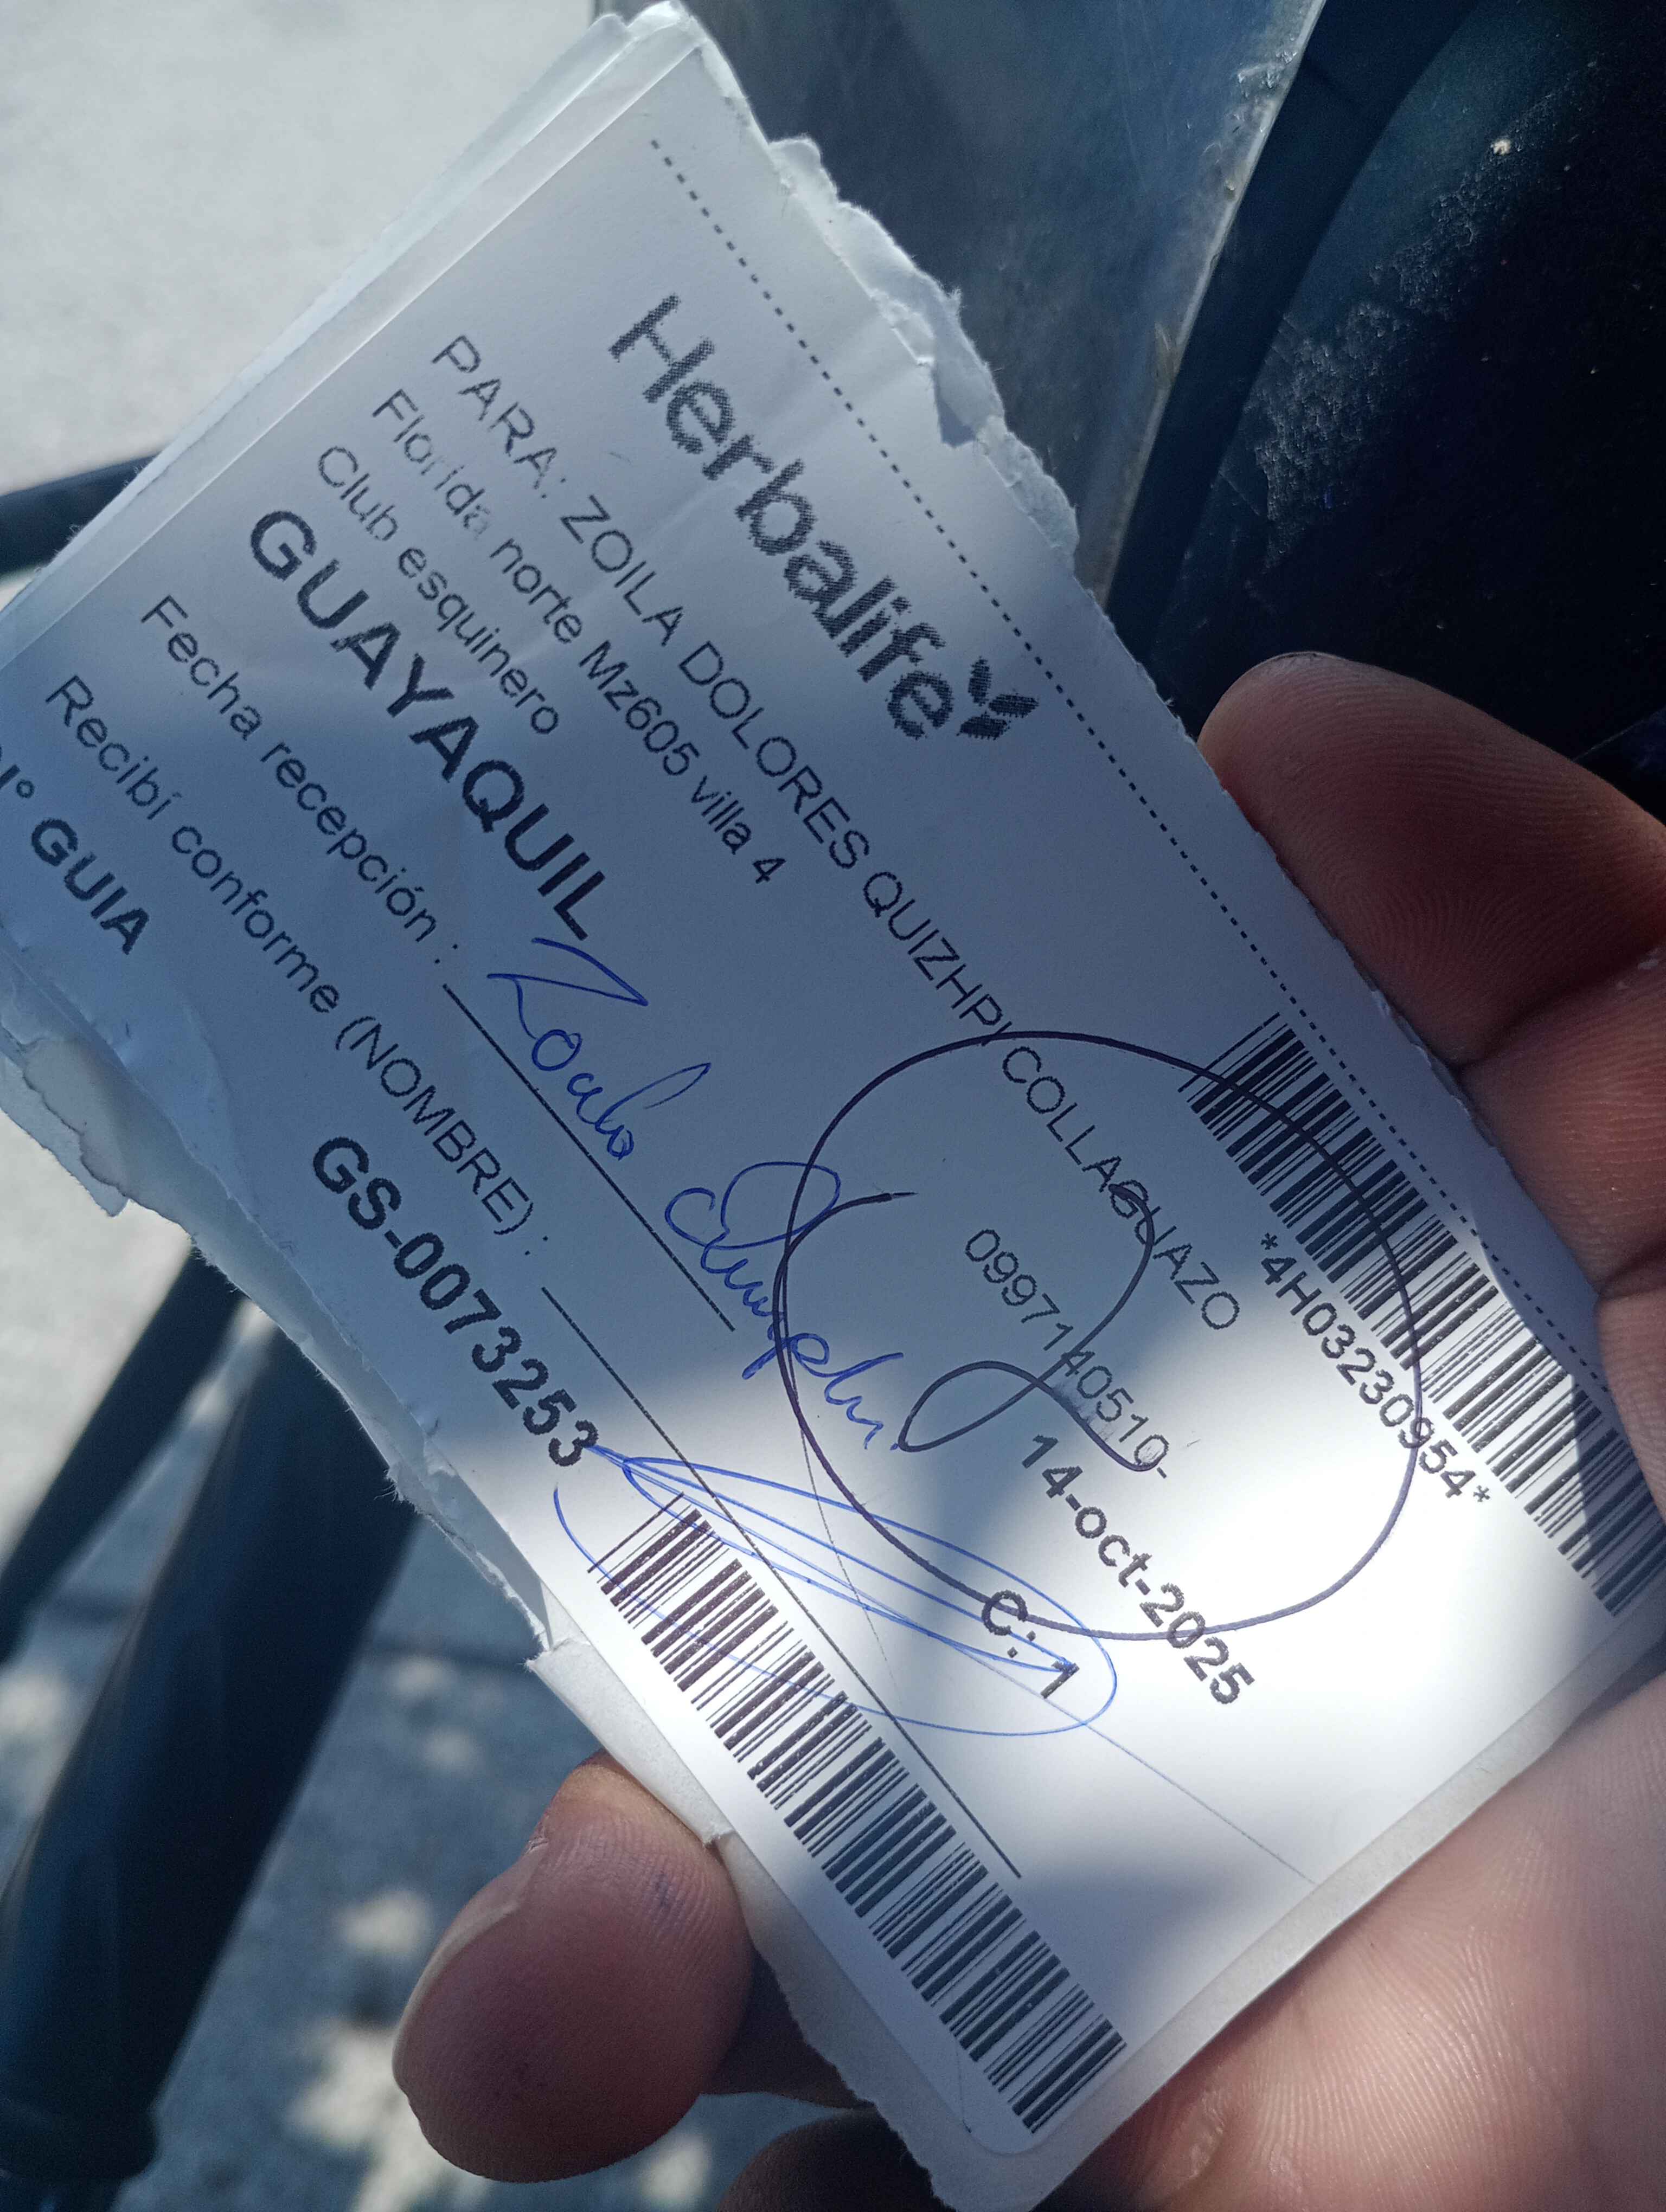 Herbalife
*4H03230954*
PARA: ZOILA DOLORES QUIZHPI COLLAGUAZO
Florida norte Mz605 villa 4
0997140510-
Club esquinero
14-oct-2025
GUAYAQUIL
C: 1
Fecha recepción :
Recibí conforme (NOMBRE) :
N° GUIA
GS-0073253